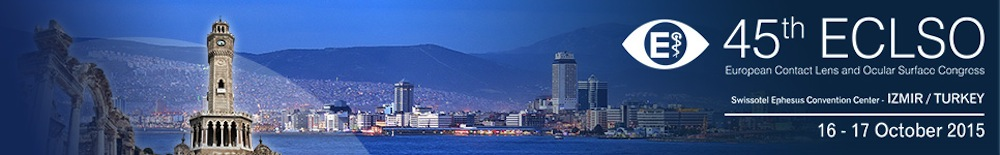 E
45th ECLSO
European Contact Lens and Ocular Surface Congress
Swissotel Ephesus Convention Center - IZMIR / TURKEY
16 - 17 October 2015